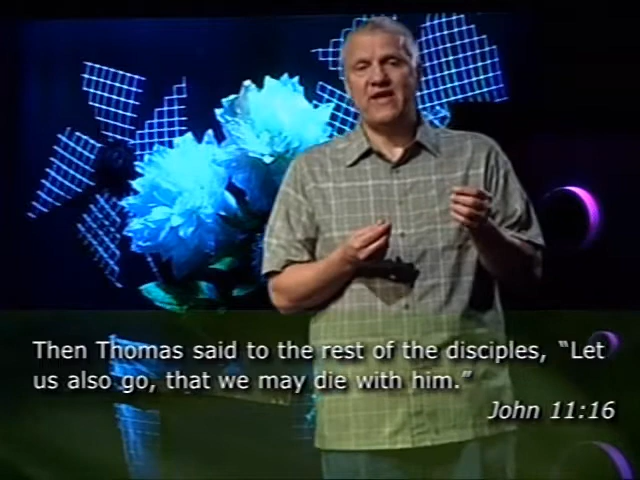 Then Thomas said to the rest of the disciples, “Let
us also go, that we may die with him.”
John 11:16